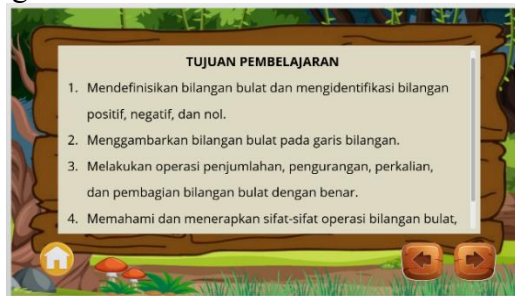 TUJUAN PEMBELAJARAN
1. Mendefinisikan bilangan bulat dan mengidentifikasi bilangan
positif, negatif, dan nol.
2. Menggambarkan bilangan bulat pada garis bilangan.
3. Melakukan operasi penjumlahan, pengurangan, perkalian,
dan pembagian bilangan bulat dengan benar.
4. Memahami dan menerapkan sifat-sifat operasi bilangan bulat,